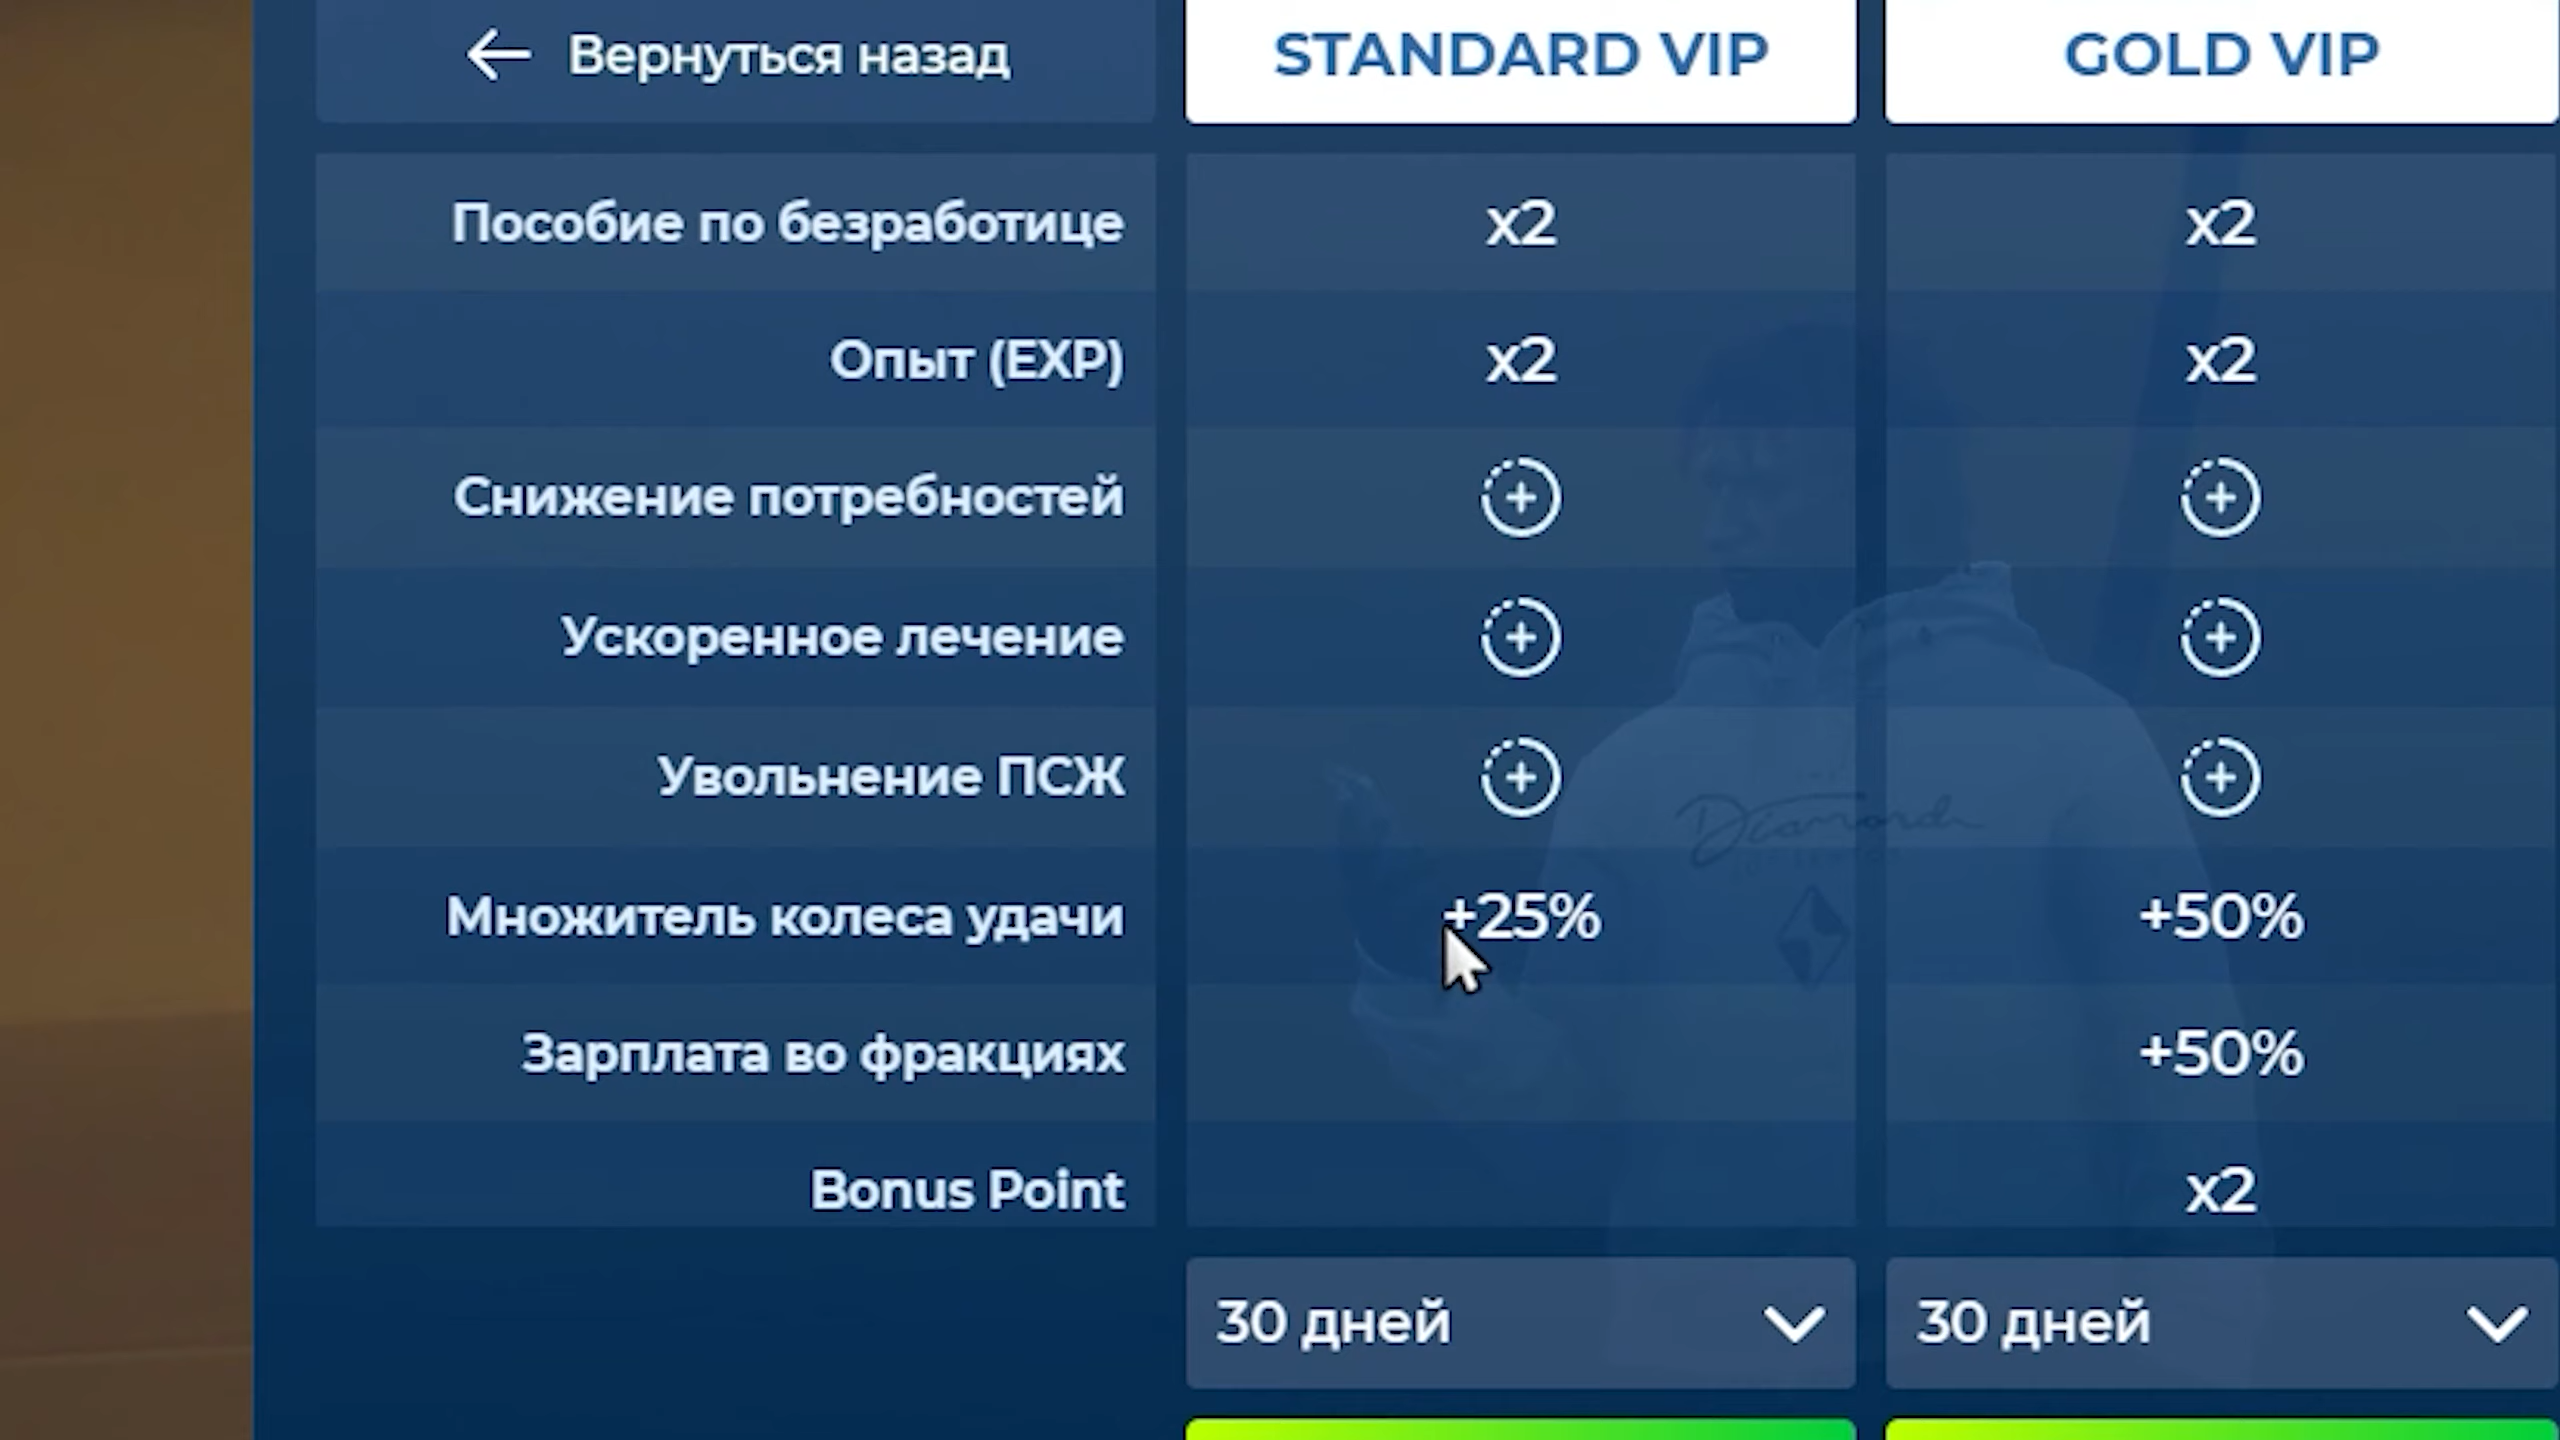 ← Вернуться назад STANDARD VIP GOLD VIP
Пособие по безработице x2 x2
Опыт (EXP) x2 x2
Снижение потребностей + +
Ускоренное лечение + +
Увольнение ПСЖ + +
Множитель колеса удачи +25% +50%
Зарплата во фракциях +50%
Bonus Point x2
30 дней 30 дней
Diamond